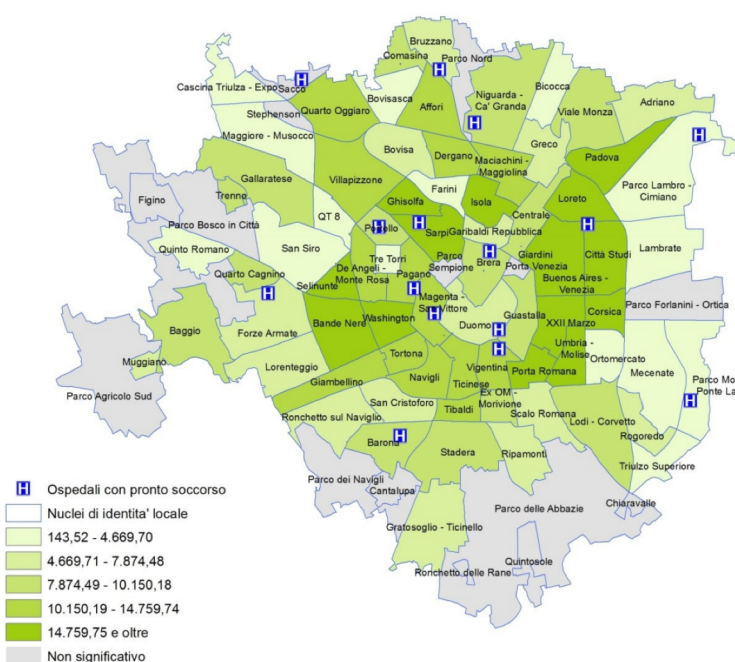 Bruzzano
Comasina
Parco Nord
Cascina Triulza - Expo
Sacco
Bovisasca
Affori
Niguarda -
Ca' Granda
Bicocca
Viale Monza
Adriano
Stephenson
Quarto Oggiaro
Maggiore - Musocco
Bovisa
Dergano
Maciachini -
Maggiolina
Greco
Padova
Gallaratese
Villapizzone
Trenno
Figino
Farini
Parco Lambro -
Cimiano
Ghisolfa
Isola
Loreto
Parco Bosco in Città
QT 8
Centrale
Sarpi
Garibaldi Repubblica
Quinto Romano
San Siro
Tre Torri
Parco
Sempione
Brera
Giardini
Porta Venezia
Città Studi
Lambrate
Quarto Cagnino
De Angeli -
Monte Rosa
Pagano
Buenos Aires -
Venezia
Selinunte
Magenta -
San Vittore
Guastalla
Corsica
Parco Forlanini - Ortica
Baggio
Forze Armate
Bande Nere
Washington
Duomo
XXII Marzo
Umbria -
Molise
Ortomercato
Muggiano
Lorenteggio
Tortona
Vigentina
Porta Romana
Mecenate
Parco Agricolo Sud
Giambellino
Navigli
Ticinese
Parco Mo
Ponte La
San Cristoforo
Ex OM -
Morivione
Ronchetto sul Naviglio
Tibaldi
Scalo Romana
Lodi - Corvetto
Barona
Rogoredo
Stadera
Ripamonti
Triulzo Superiore
Parco dei Navigli
Cantalupa
Parco delle Abbazie
Chiaravalle
Gratosoglio - Ticinello
Quintosole
Ronchetto delle Rane
H Ospedali con pronto soccorso
Nuclei di identita' locale
143,52 - 4.669,70
4.669,71 - 7.874,48
7.874,49 - 10.150,18
10.150,19 - 14.759,74
14.759,75 e oltre
Non significativo